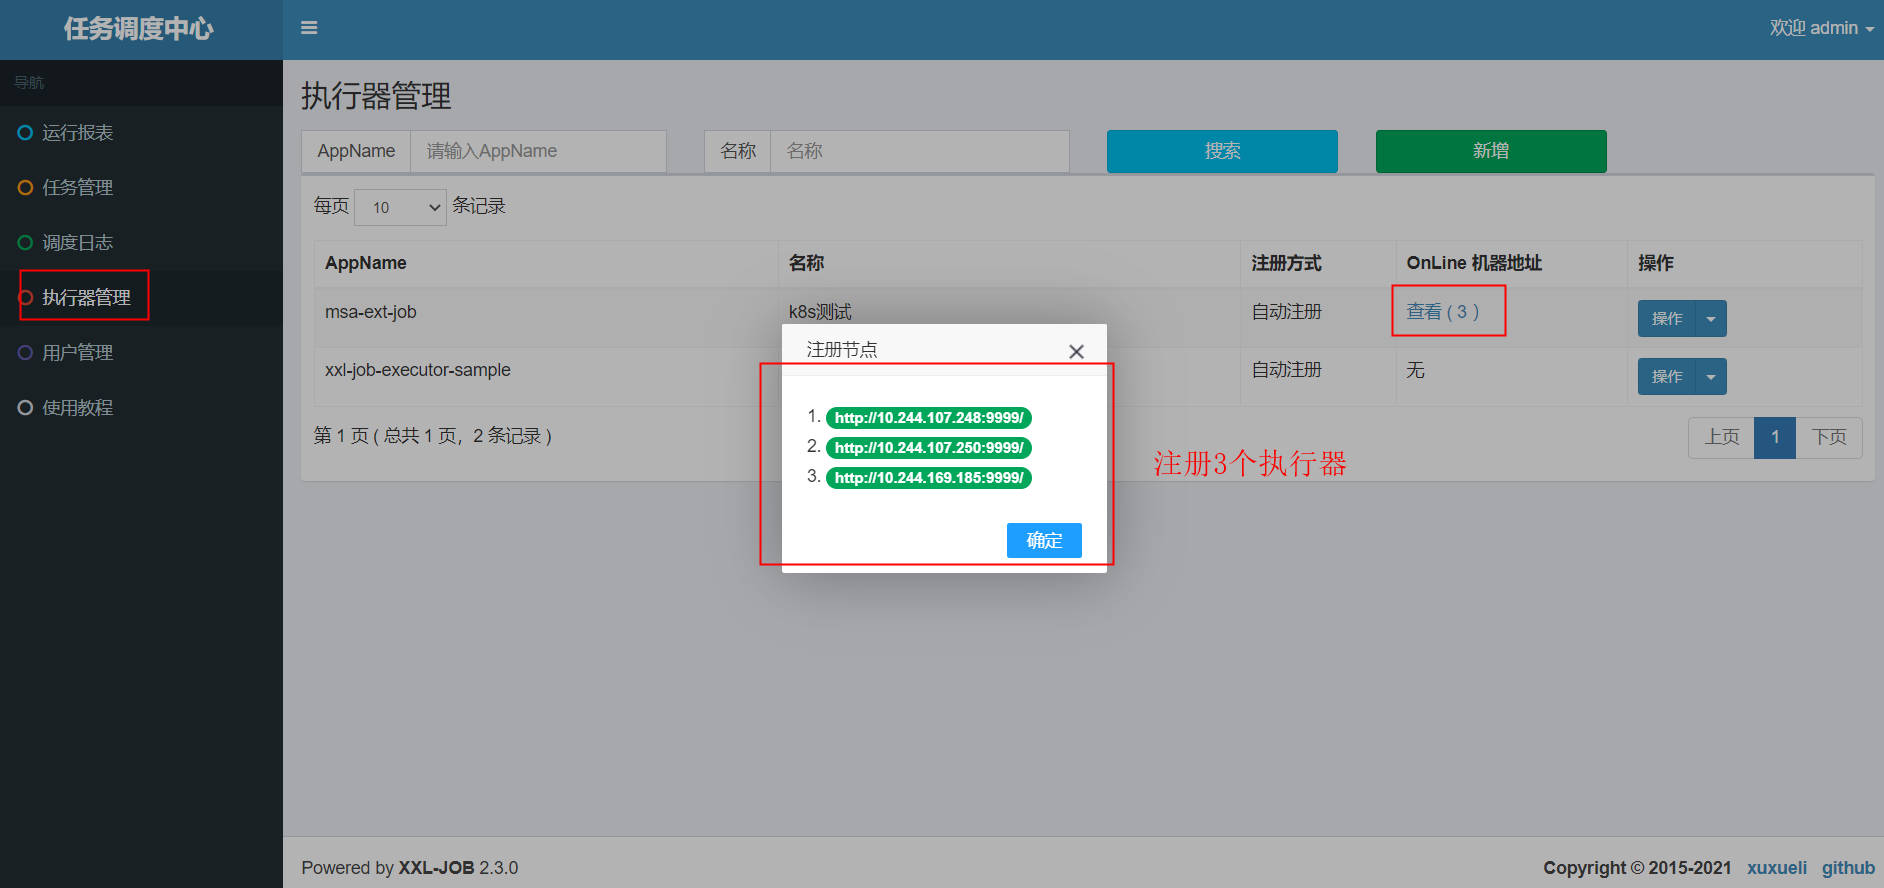 任务调度中心
欢迎 admin
导航
运行报表
任务管理
调度日志
执行器管理
用户管理
使用教程
执行器管理
AppName 请输入AppName 名称 名称 搜索 新增
每页 10 条记录
AppName 名称 注册方式 OnLine 机器地址 操作
msa-ext-job k8s测试 自动注册 查看 ( 3 ) 操作
xxl-job-executor-sample 自动注册 无 操作
第 1 页 ( 总共 1 页，2 条记录 ) 上页 1 下页
注册节点
1. http://10.244.107.248:9999/
2. http://10.244.107.250:9999/
3. http://10.244.169.185:9999/
确定
注册3个执行器
Powered by XXL-JOB 2.3.0
Copyright © 2015-2021 xuxueli github